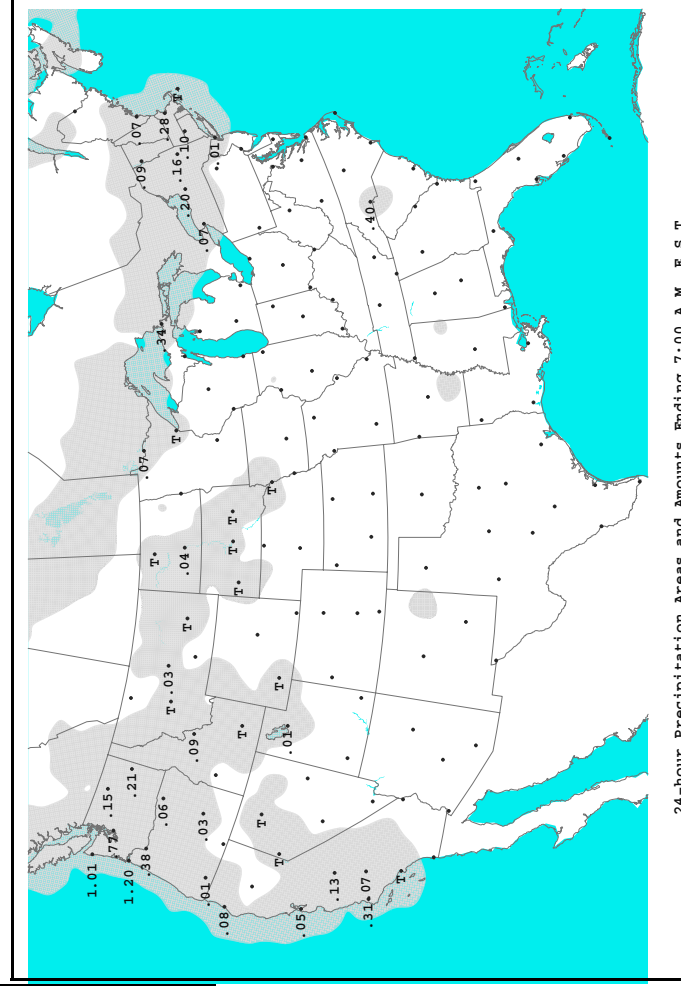 1.01
.15
.77
1.20
.21
.07
.09
.07
.38
T
.34
.06
.28
T .03
T
.16
T
.04
.10
.20
T
.09
.03
.07
.01
.01
.08
T
T
T
T
T
T
T
T
.01
.05
.13
.31 .07
.40
T
24-hour Precipitation Areas and Amounts Ending 7:00 A.M. E.S.T.